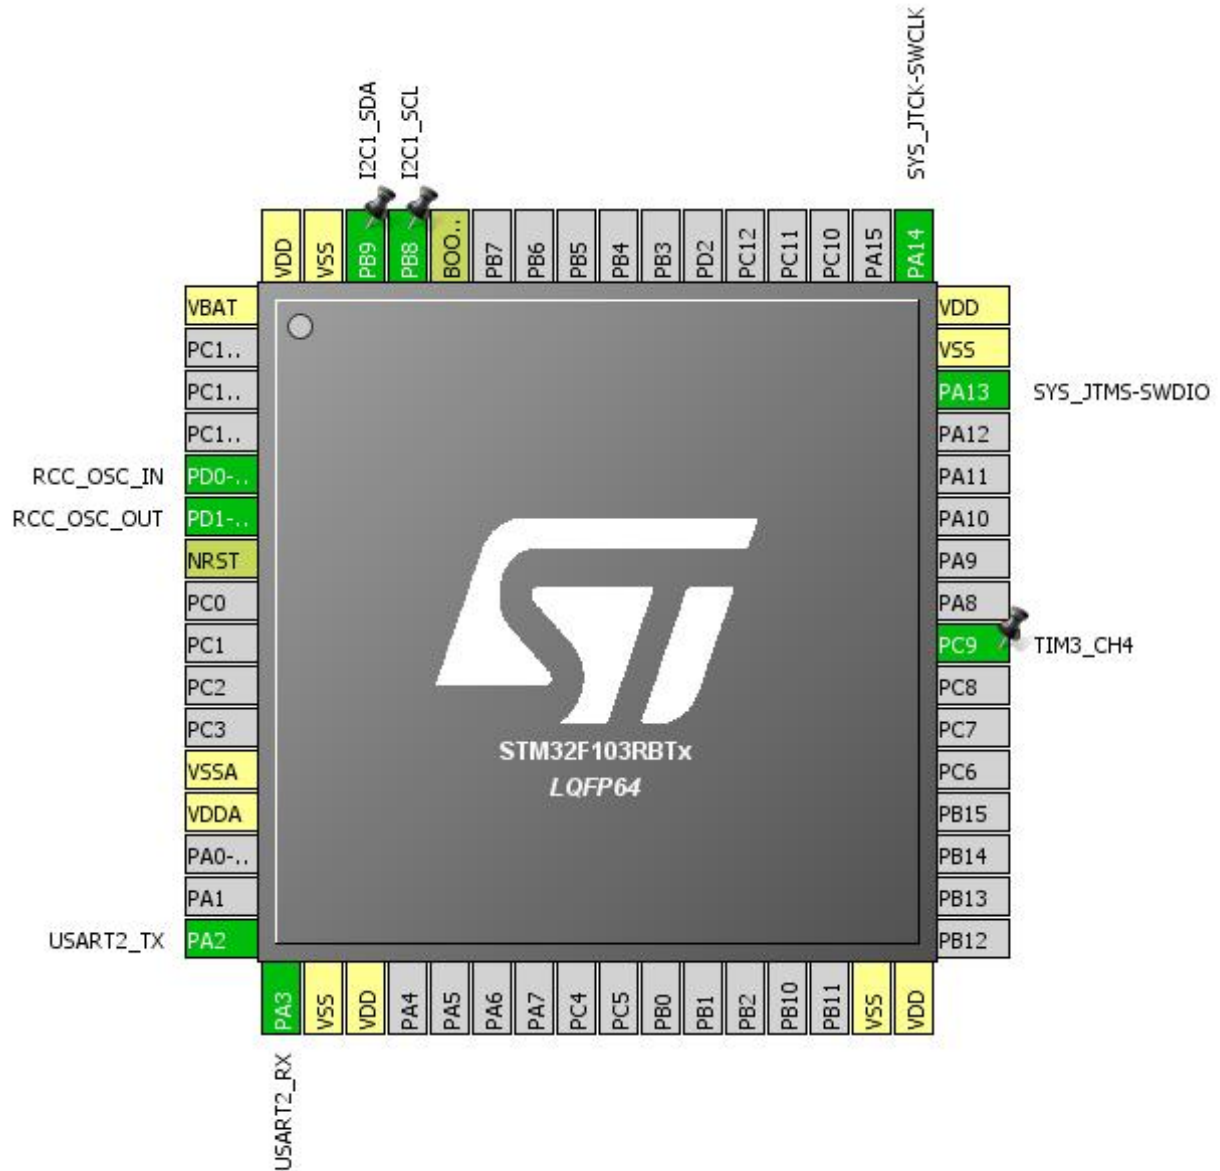 SYS_JTCK-SWCLK
I2C1_SDA
I2C1_SCL
VDD
VSS
PB9
PB8
BOO..
PB7
PB6
PB5
PB4
PB3
PD2
PC12
PC11
PC10
PA15
PA14
VBAT
PC1..
PC1..
PC1..
RCC_OSC_IN PD0-..
RCC_OSC_OUT PD1-..
NRST
PC0
PC1
PC2
PC3
VSSA
VDDA
PA0-..
PA1
USART2_TX PA2
VDD
VSS
PA13 SYS_JTMS-SWDIO
PA12
PA11
PA10
PA9
PA8
PC9 TIM3_CH4
PC8
PC7
PC6
PB15
PB14
PB13
PB12
ST
STM32F103RBTx
LQFP64
PA3
VSS
VDD
PA4
PA5
PA6
PA7
PC4
PC5
PB0
PB1
PB2
PB10
PB11
VSS
VDD
USART2_RX